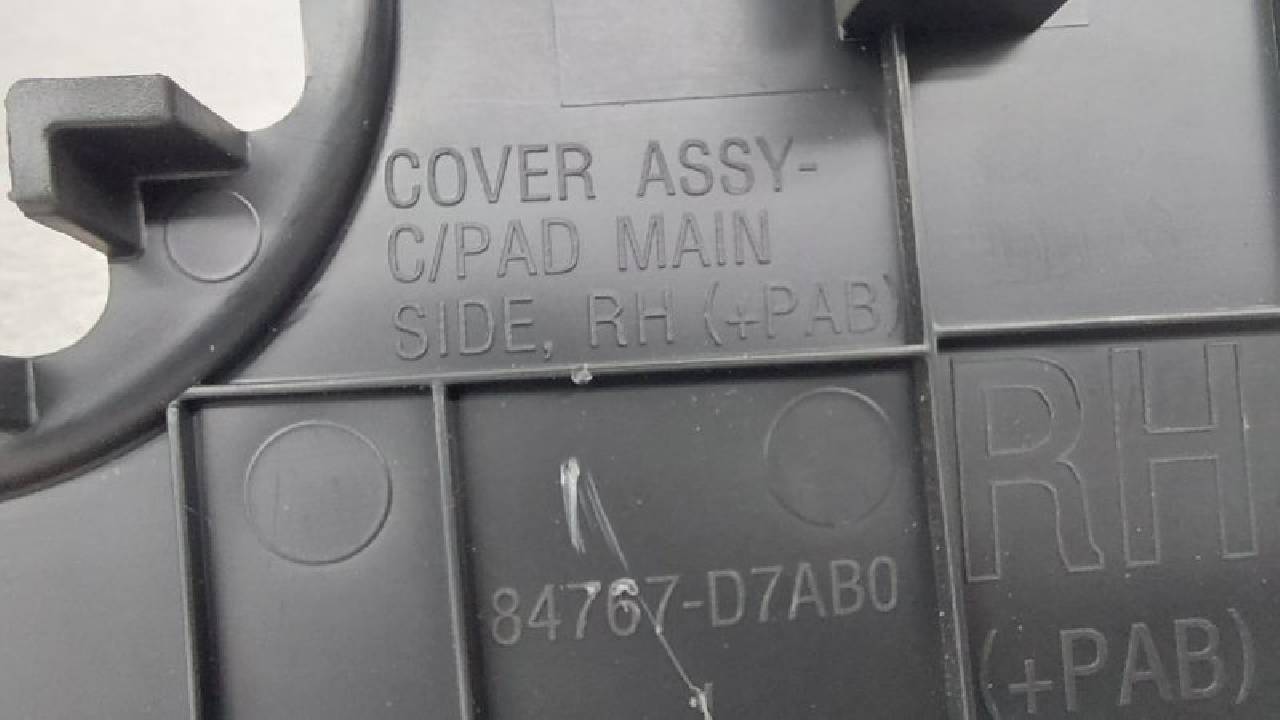 COVER ASSY-
C/PAD MAIN
SIDE, RH (+PAB)
84767-D7AB0
RH
(+PAB)